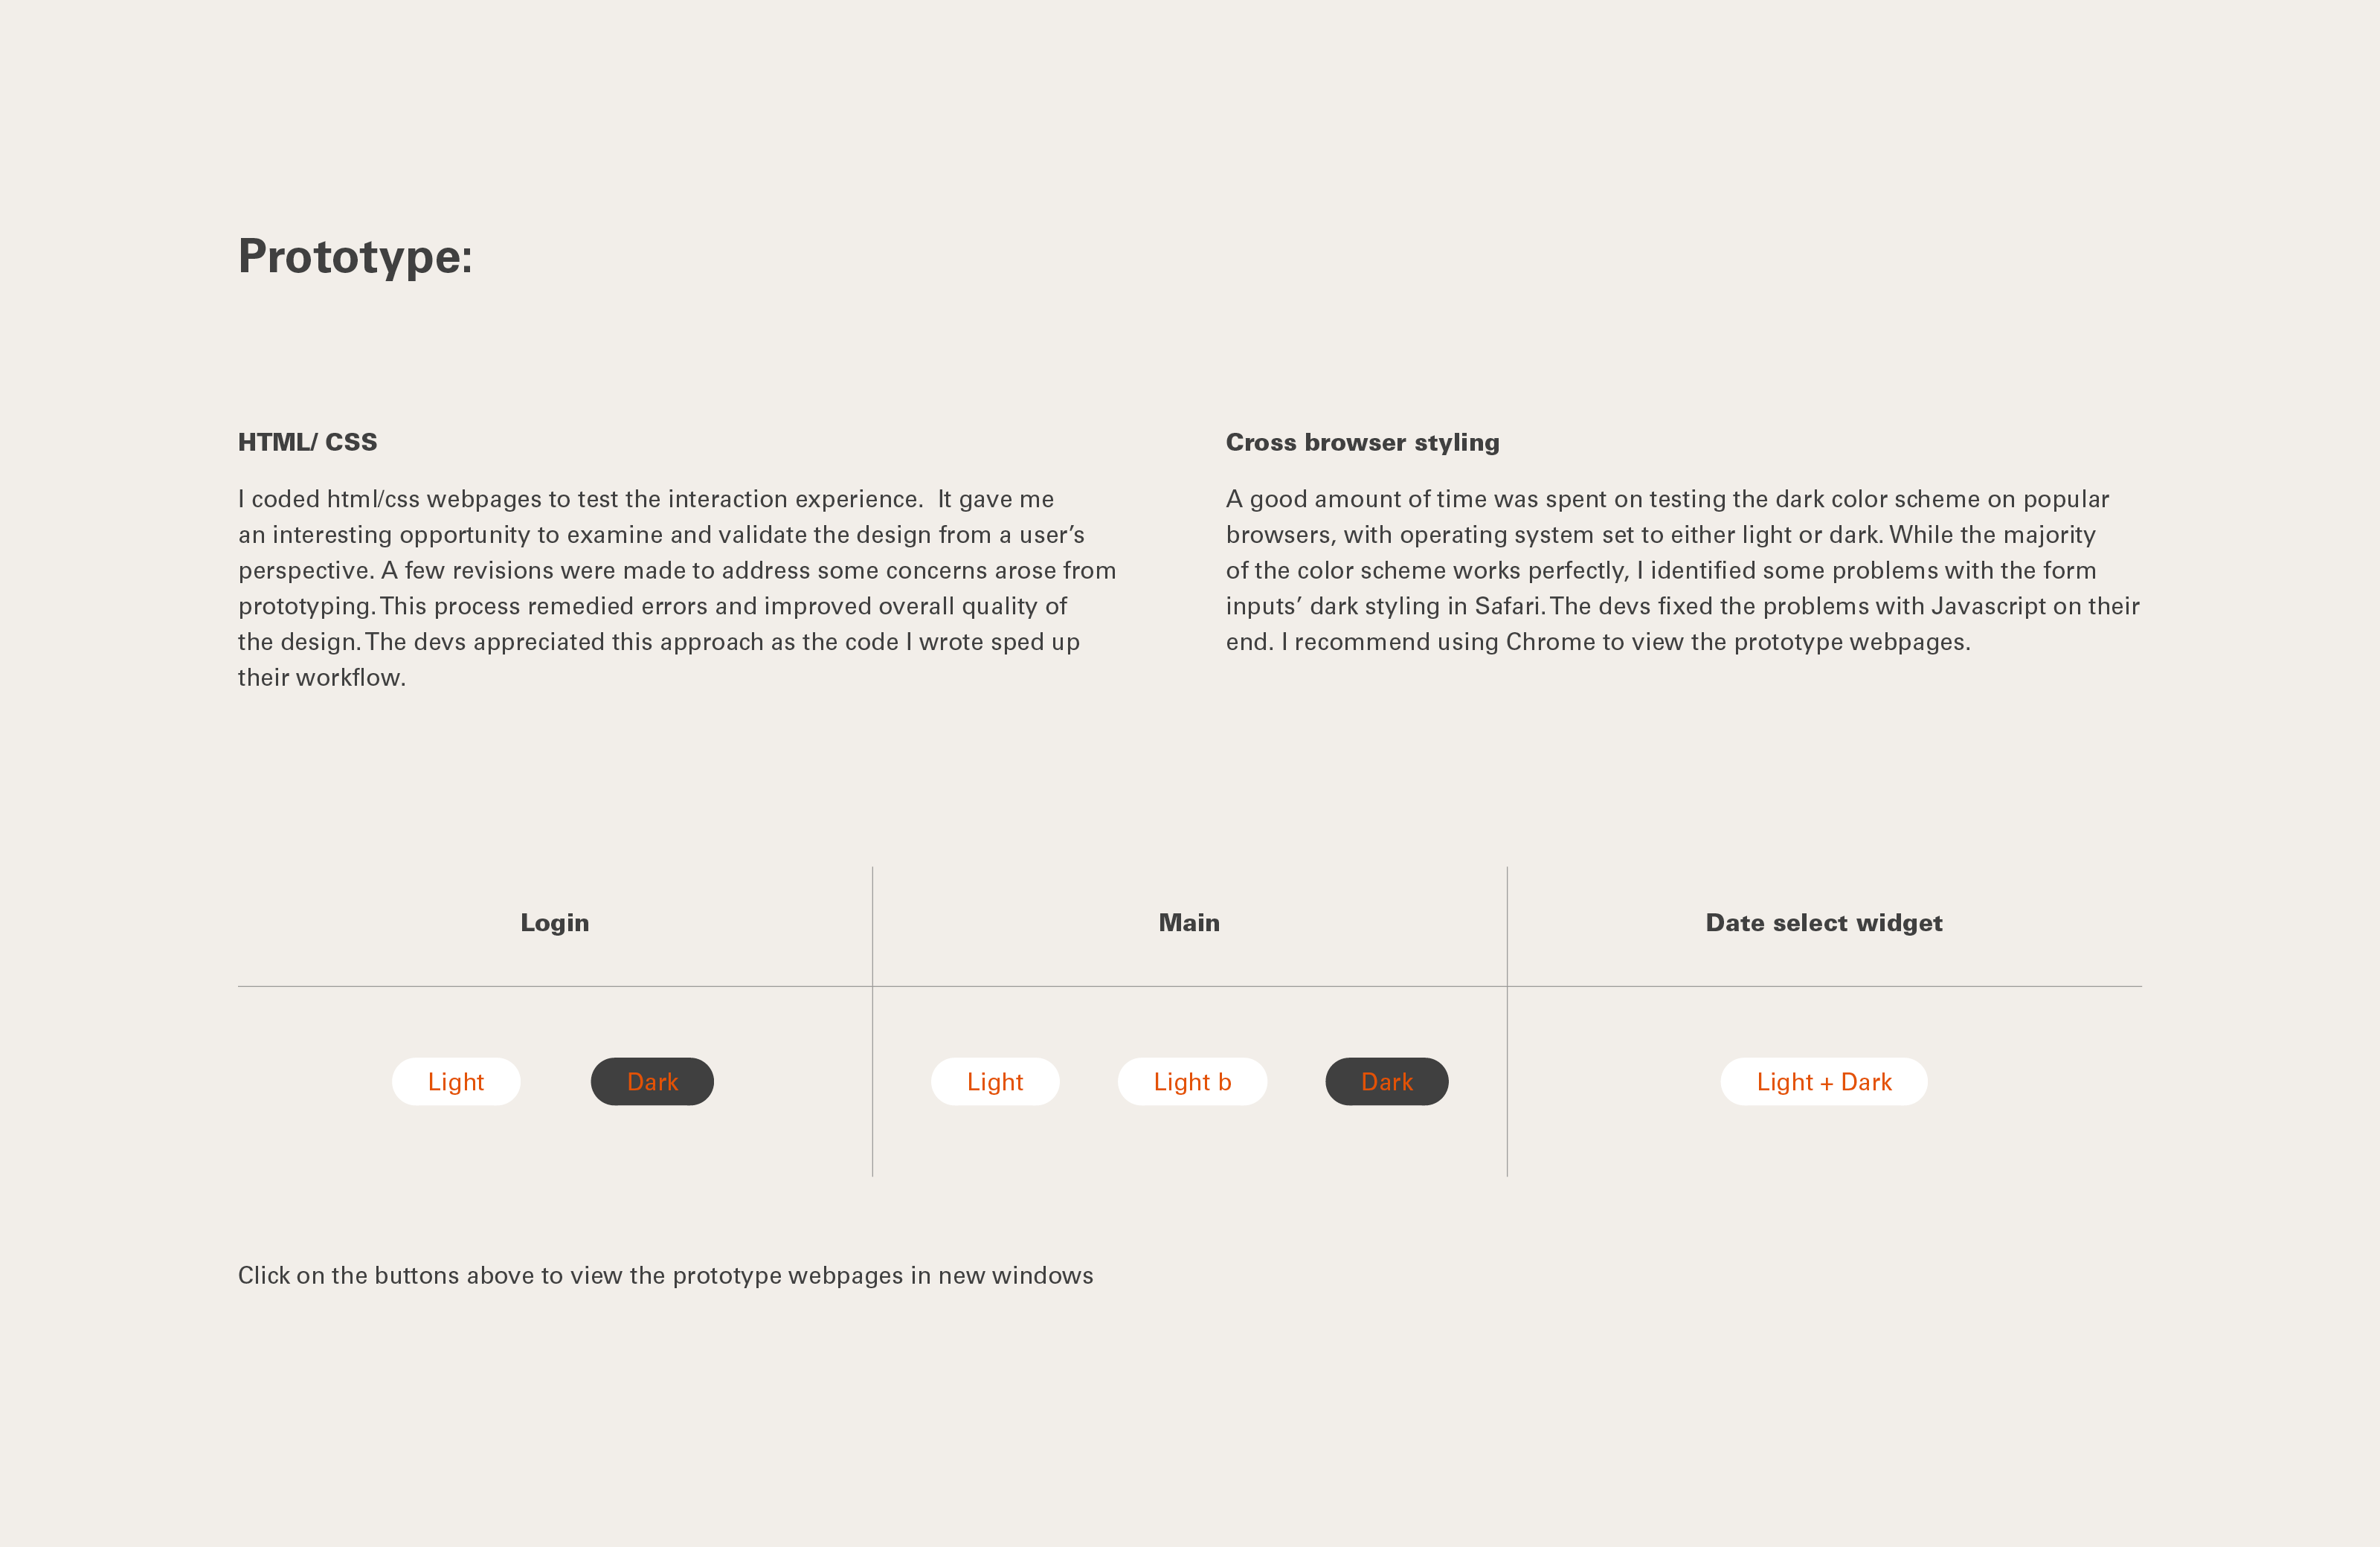 Prototype:
HTML/ CSS
I coded html/css webpages to test the interaction experience.  It gave me
an interesting opportunity to examine and validate the design from a user’s
perspective. A few revisions were made to address some concerns arose from
prototyping. This process remedied errors and improved overall quality of
the design. The devs appreciated this approach as the code I wrote sped up
their workflow.
Cross browser styling
A good amount of time was spent on testing the dark color scheme on popular
browsers, with operating system set to either light or dark. While the majority
of the color scheme works perfectly, I identified some problems with the form
inputs’ dark styling in Safari. The devs fixed the problems with Javascript on their
end. I recommend using Chrome to view the prototype webpages.
Login
Main
Date select widget
Light
Dark
Light
Light b
Dark
Light + Dark
Click on the buttons above to view the prototype webpages in new windows